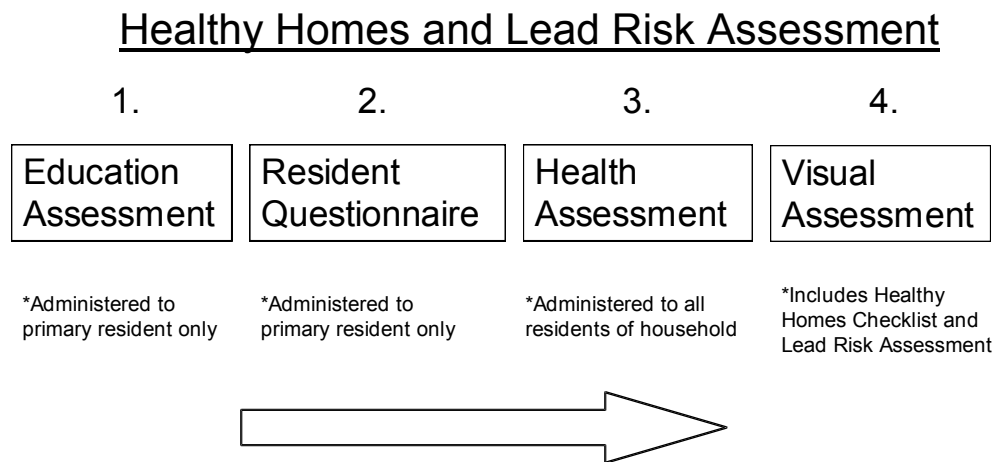 Healthy Homes and Lead Risk Assessment
1.
2.
3.
4.
Education
Assessment
Resident
Questionnaire
Health
Assessment
Visual
Assessment
*Administered to
primary resident only
*Administered to
primary resident only
*Administered to all
residents of household
*Includes Healthy
Homes Checklist and
Lead Risk Assessment